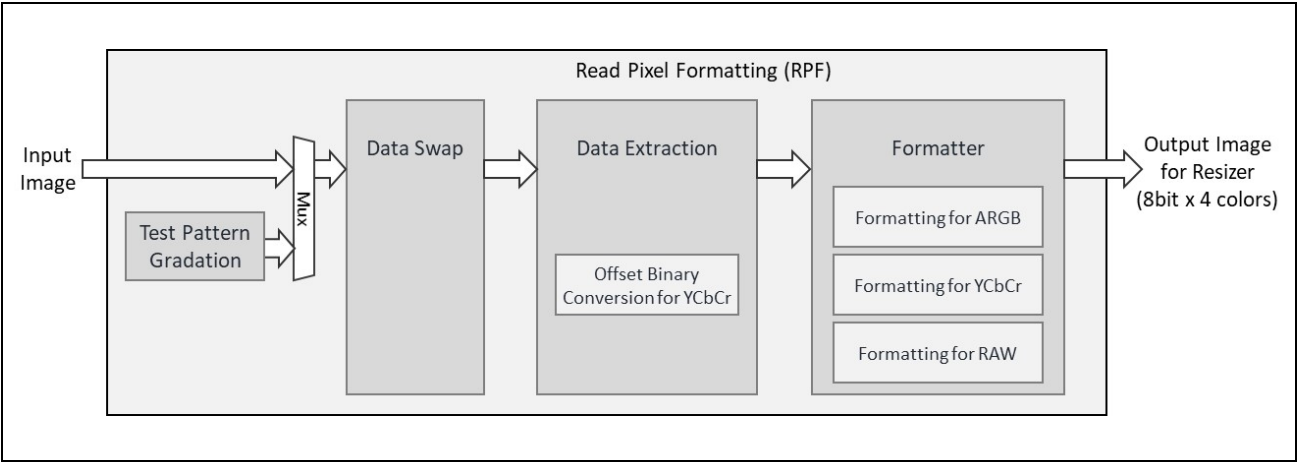 Read Pixel Formatting (RPF)
Input
Image
Test Pattern
Gradation
Mux
Data Swap
Data Extraction
Offset Binary
Conversion for YCbCr
Formatter
Formatting for ARGB
Formatting for YCbCr
Formatting for RAW
Output Image
for Resizer
(8bit x 4 colors)